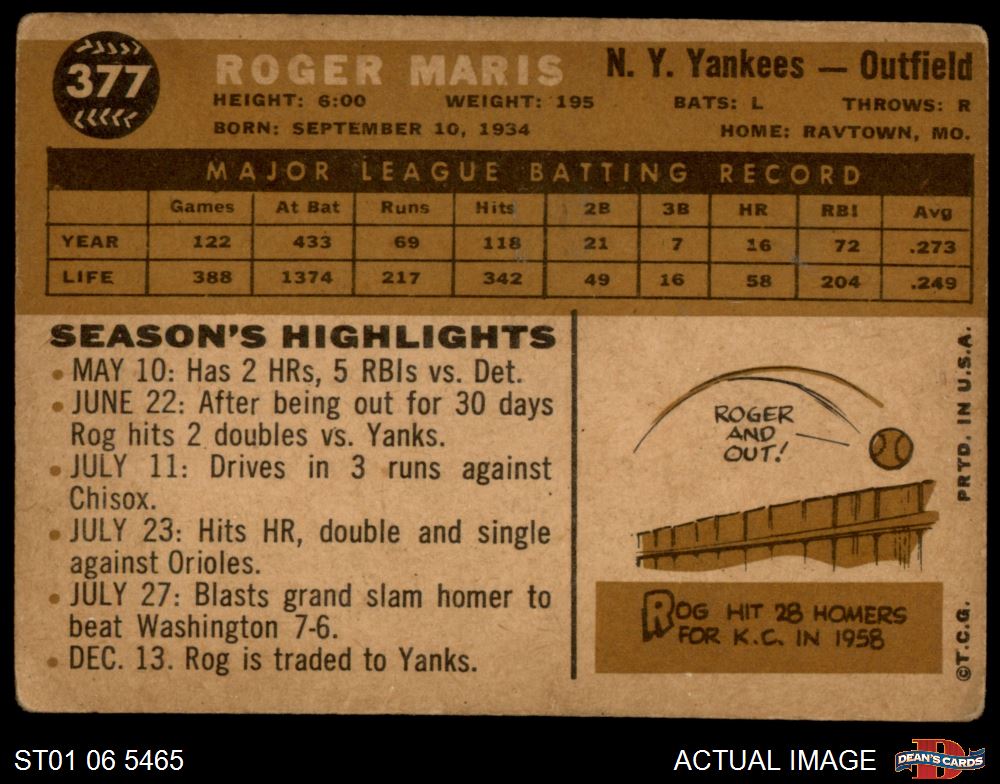 377
ROGER MARIS
N. Y. Yankees — Outfield
HEIGHT: 6:00 WEIGHT: 195 BATS: L THROWS: R
BORN: SEPTEMBER 10, 1934 HOME: RAVTOWN, MO.
MAJOR LEAGUE BATTING RECORD
Games At Bat Runs Hits 2B 3B HR RBI Avg
YEAR 122 433 69 118 21 7 16 72 .273
LIFE 388 1374 217 342 49 16 58 204 .249
SEASON'S HIGHLIGHTS
• MAY 10: Has 2 HRs, 5 RBIs vs. Det.
• JUNE 22: After being out for 30 days
Rog hits 2 doubles vs. Yanks.
• JULY 11: Drives in 3 runs against
Chisox.
• JULY 23: Hits HR, double and single
against Orioles.
• JULY 27: Blasts grand slam homer to
beat Washington 7-6.
• DEC. 13. Rog is traded to Yanks.
ROGER
AND
OUT!
ROG HIT 28 HOMERS
FOR K.C. IN 1958
©T.C.G. PRTD. IN U.S.A.
ST01 06 5465
ACTUAL IMAGE
D
DEAN'S CARDS